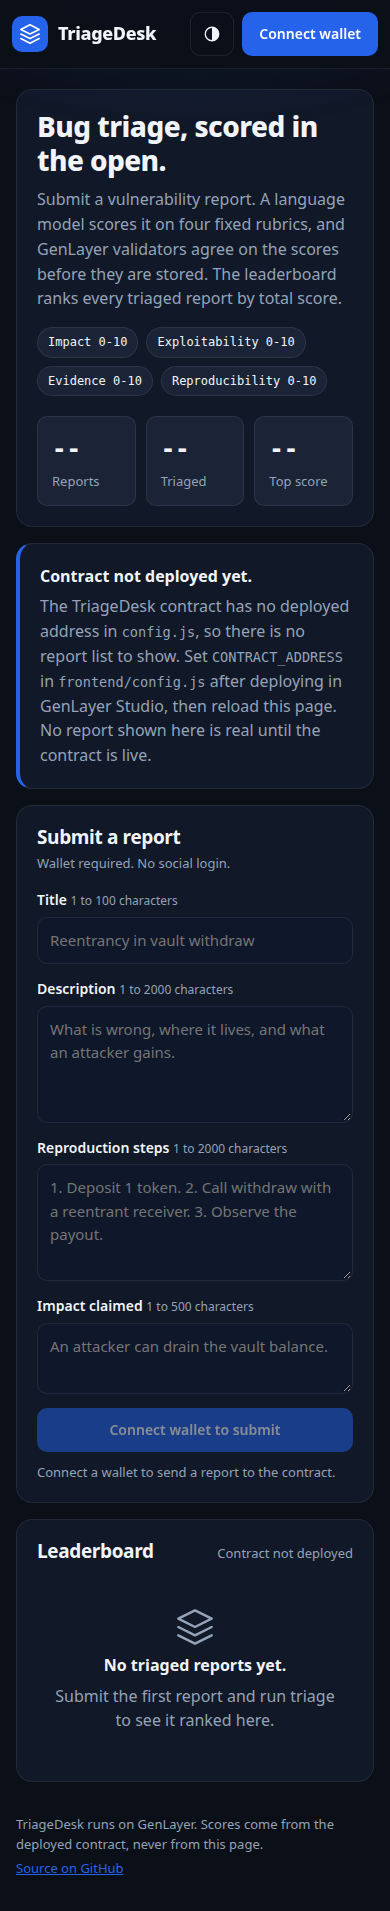 TriageDesk
Connect wallet
Bug triage, scored in
the open.
Submit a vulnerability report. A language
model scores it on four fixed rubrics, and
GenLayer validators agree on the scores
before they are stored. The leaderboard
ranks every triaged report by total score.
Impact 0-10 Exploitability 0-10
Evidence 0-10 Reproducibility 0-10
-- -- --
Reports Triaged Top score
Contract not deployed yet.
The TriageDesk contract has no deployed
address in config.js, so there is no
report list to show. Set CONTRACT_ADDRESS
in frontend/config.js after deploying in
GenLayer Studio, then reload this page.
No report shown here is real until the
contract is live.
Submit a report
Wallet required. No social login.
Title 1 to 100 characters
Reentrancy in vault withdraw
Description 1 to 2000 characters
What is wrong, where it lives, and what
an attacker gains.
Reproduction steps 1 to 2000 characters
1. Deposit 1 token. 2. Call withdraw with
a reentrant receiver. 3. Observe the
payout.
Impact claimed 1 to 500 characters
An attacker can drain the vault balance.
Connect wallet to submit
Connect a wallet to send a report to the contract.
Leaderboard Contract not deployed
No triaged reports yet.
Submit the first report and run triage
to see it ranked here.
TriageDesk runs on GenLayer. Scores come from the
deployed contract, never from this page.
Source on GitHub